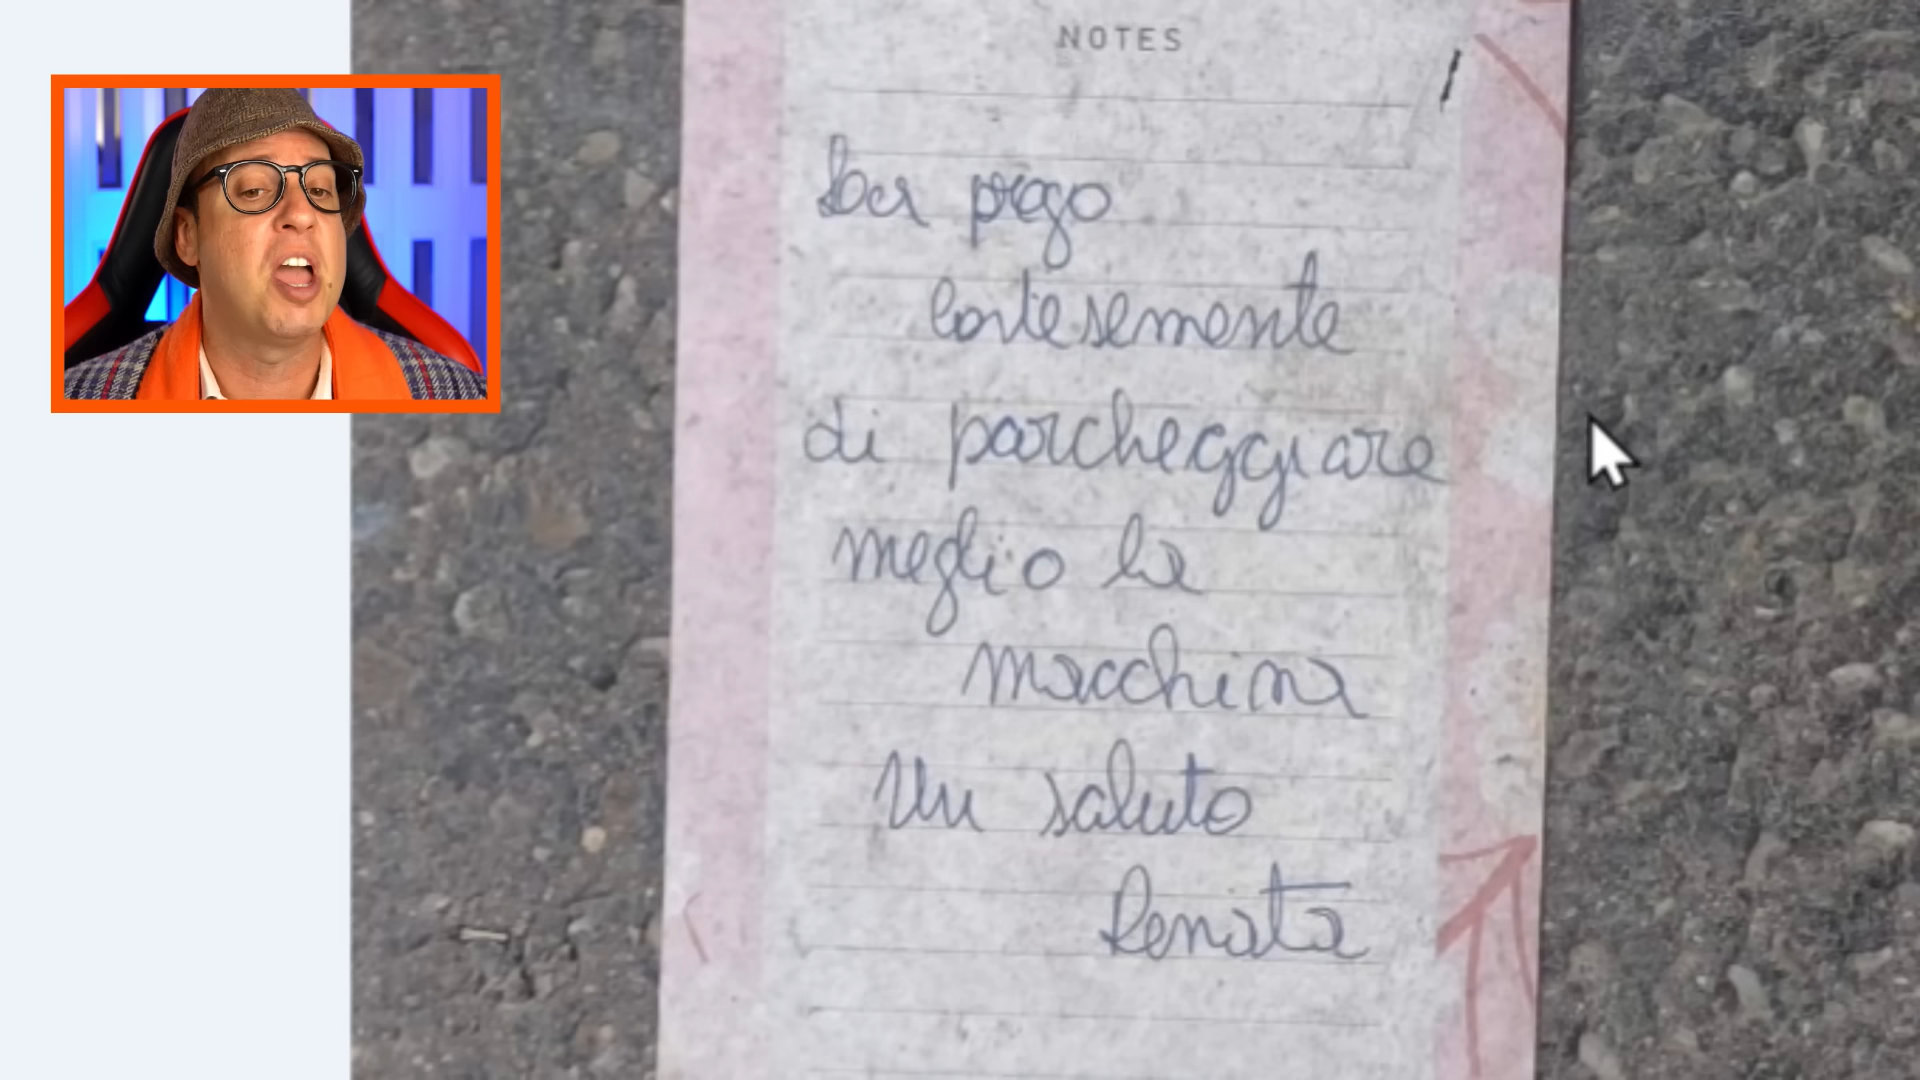 NOTES
Per prego
cortesemente
di parcheggiare
meglio la
macchina
Un saluto
Renata